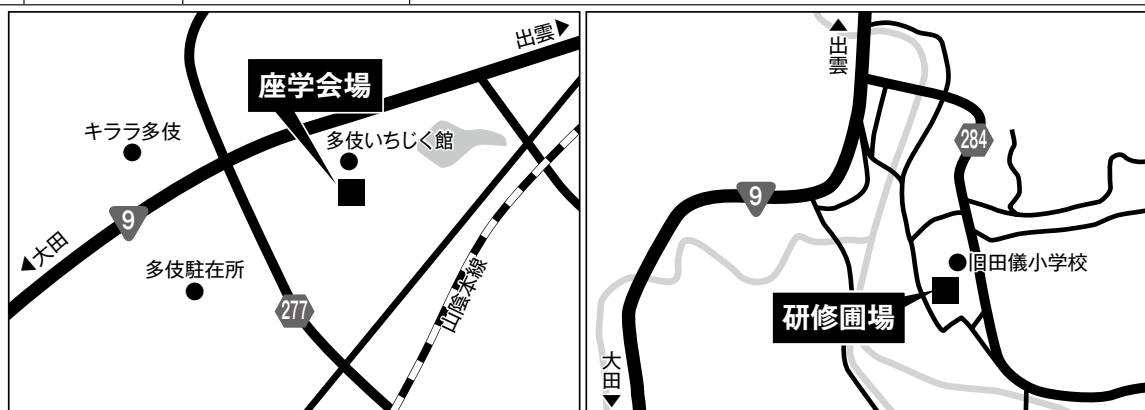 出雲▶
座学会場
キララ多伎
多伎いちじく館
9
◀大田
多伎駐在所
277
山陰本線
▲出雲
284
9
旧田儀小学校
研修圃場
大田▼